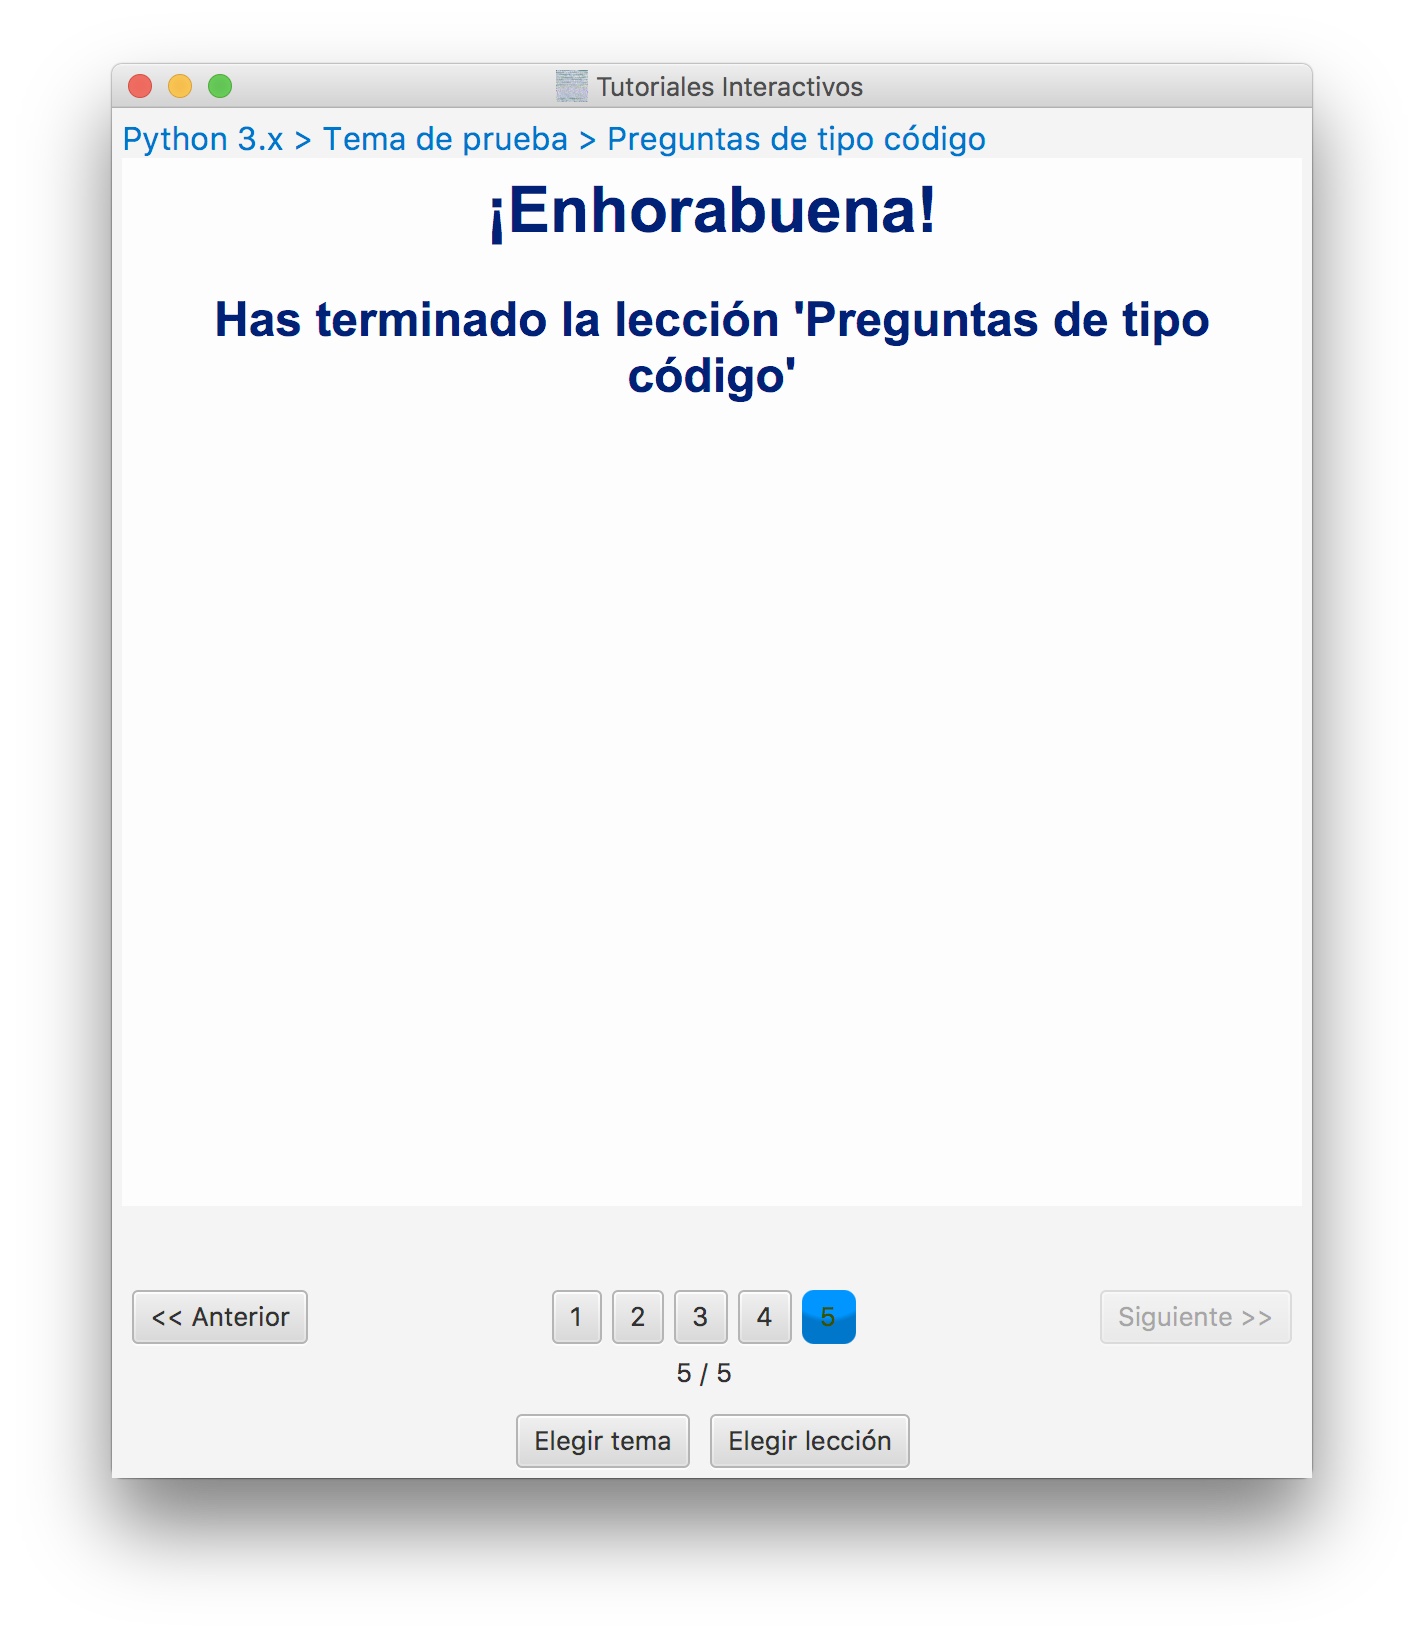 Tutoriales Interactivos
Python 3.x > Tema de prueba > Preguntas de tipo código
¡Enhorabuena!
Has terminado la lección 'Preguntas de tipo
código'
<< Anterior 1 2 3 4 5 Siguiente >>
5 / 5
Elegir tema Elegir lección